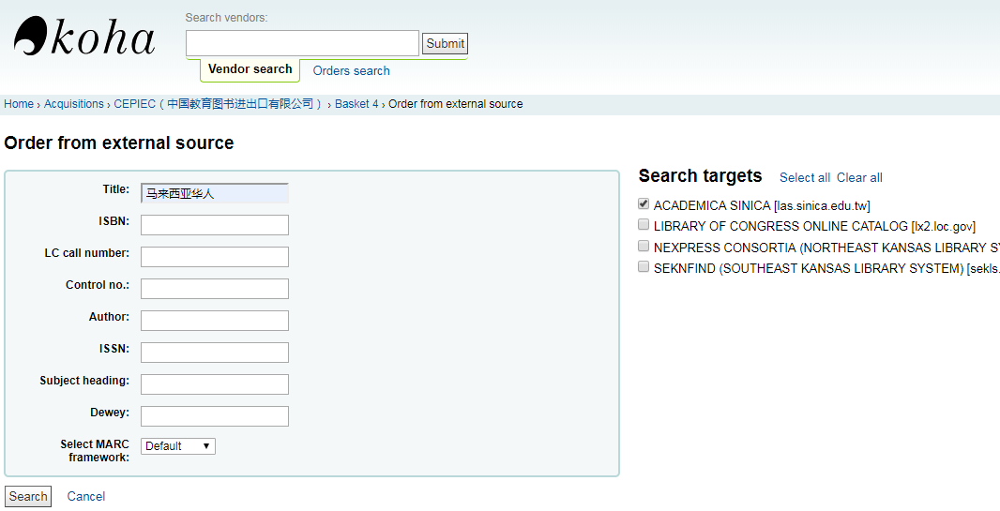 koha
Search vendors:
Submit
Vendor search Orders search
Home › Acquisitions › CEPIEC（中国教育图书进出口有限公司） › Basket 4 › Order from external source
Order from external source
Title: 马来西亚华人
ISBN:
LC call number:
Control no.:
Author:
ISSN:
Subject heading:
Dewey:
Select MARC
framework: Default
Search Cancel
Search targets Select all Clear all
ACADEMICA SINICA [las.sinica.edu.tw]
LIBRARY OF CONGRESS ONLINE CATALOG [lx2.loc.gov]
NEXPRESS CONSORTIA (NORTHEAST KANSAS LIBRARY SY
SEKNFIND (SOUTHEAST KANSAS LIBRARY SYSTEM) [sekls.